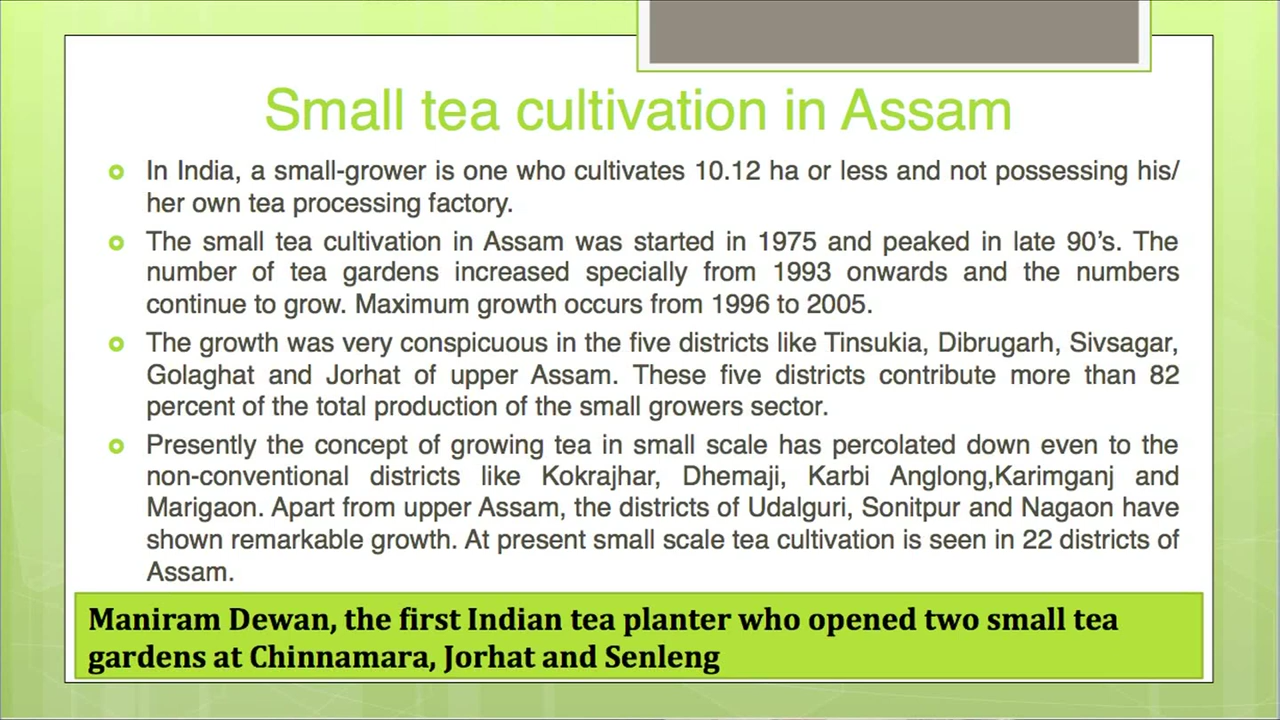 Small tea cultivation in Assam
In India, a small-grower is one who cultivates 10.12 ha or less and not possessing his/
her own tea processing factory.
The small tea cultivation in Assam was started in 1975 and peaked in late 90's. The
number of tea gardens increased specially from 1993 onwards and the numbers
continue to grow. Maximum growth occurs from 1996 to 2005.
The growth was very conspicuous in the five districts like Tinsukia, Dibrugarh, Sivsagar,
Golaghat and Jorhat of upper Assam. These five districts contribute more than 82
percent of the total production of the small growers sector.
Presently the concept of growing tea in small scale has percolated down even to the
non-conventional districts like Kokrajhar, Dhemaji, Karbi Anglong,Karimganj and
Marigaon. Apart from upper Assam, the districts of Udalguri, Sonitpur and Nagaon have
shown remarkable growth. At present small scale tea cultivation is seen in 22 districts of
Assam.
Maniram Dewan, the first Indian tea planter who opened two small tea
gardens at Chinnamara, Jorhat and Senleng